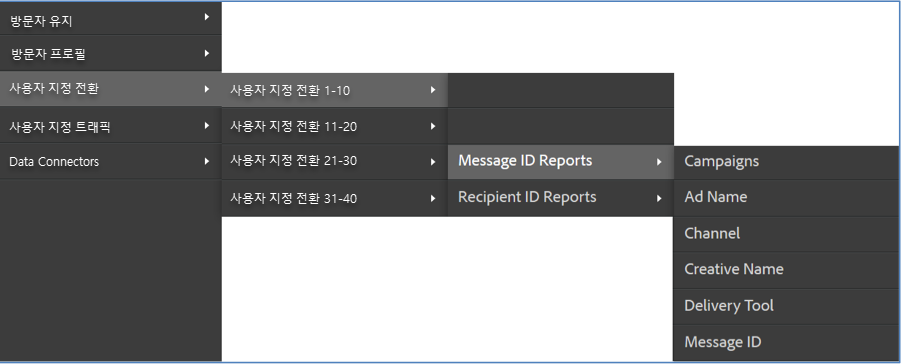 방문자 유지
방문자 프로필
사용자 지정 전환
사용자 지정 트래픽
Data Connectors
사용자 지정 전환 1-10
사용자 지정 전환 11-20
사용자 지정 전환 21-30
사용자 지정 전환 31-40
Message ID Reports
Recipient ID Reports
Campaigns
Ad Name
Channel
Creative Name
Delivery Tool
Message ID